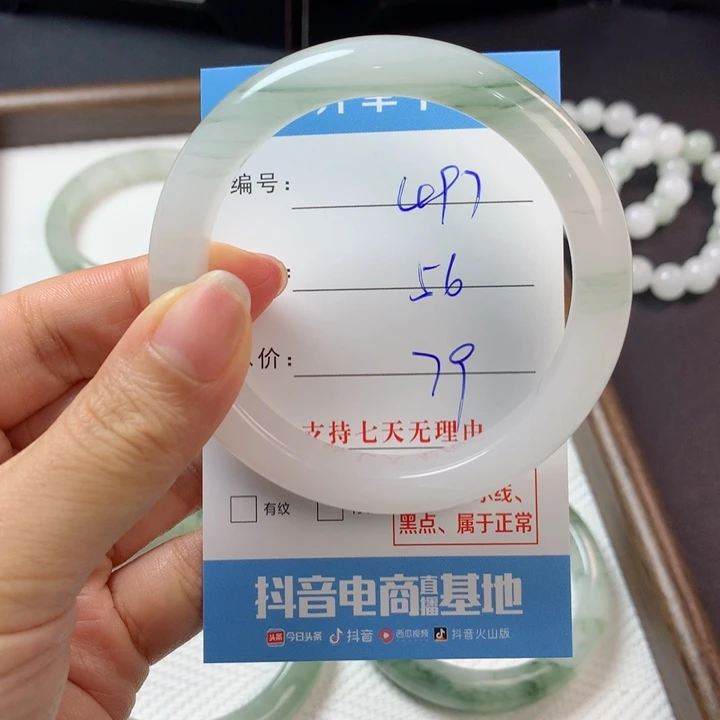 编号：6097
：56
价：79
支持七天无理由
有纹
线、
黑点、属于正常
抖音电商直播基地
头条 今日头条 抖音 西瓜视频 抖音火山版